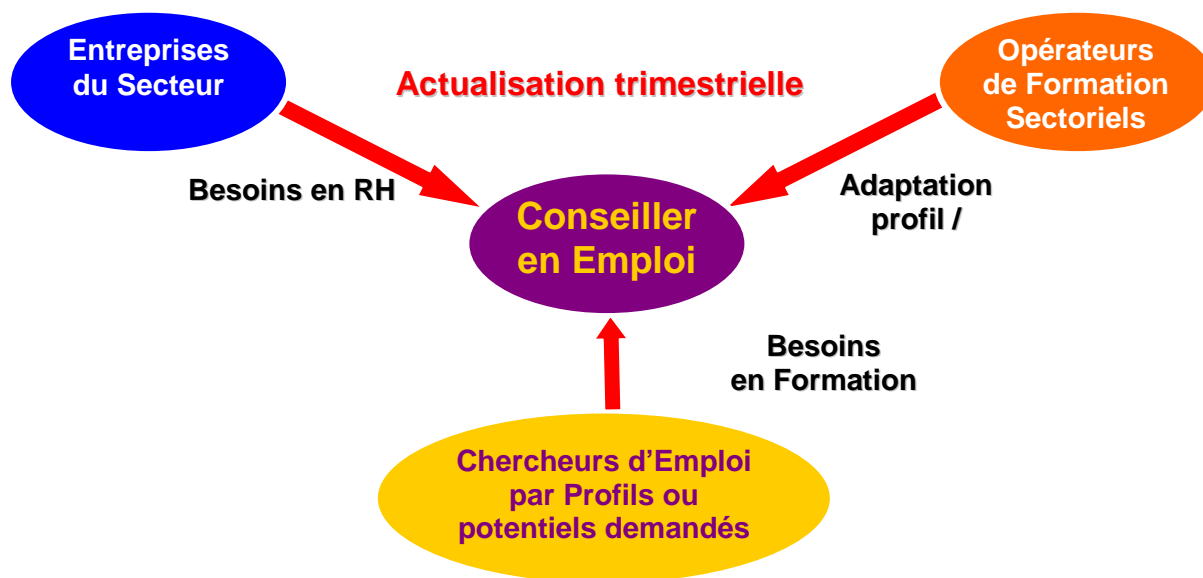 Entreprises
du Secteur
Actualisation trimestrielle
Opérateurs
de Formation
Sectoriels
Besoins en RH
Adaptation
profil /
Conseiller
en Emploi
Besoins
en Formation
Chercheurs d’Emploi
par Profils ou
potentiels demandés